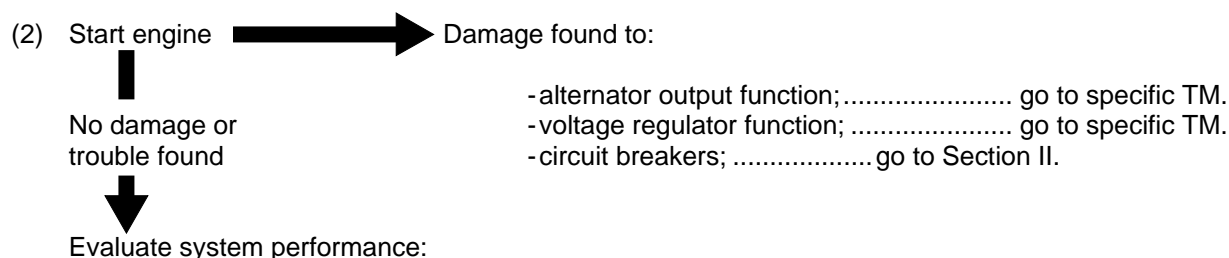 (2) Start engine Damage found to:
-alternator output function;....................... go to specific TM.
No damage or -voltage regulator function; ...................... go to specific TM.
trouble found -circuit breakers; ...................go to Section II.
Evaluate system performance: